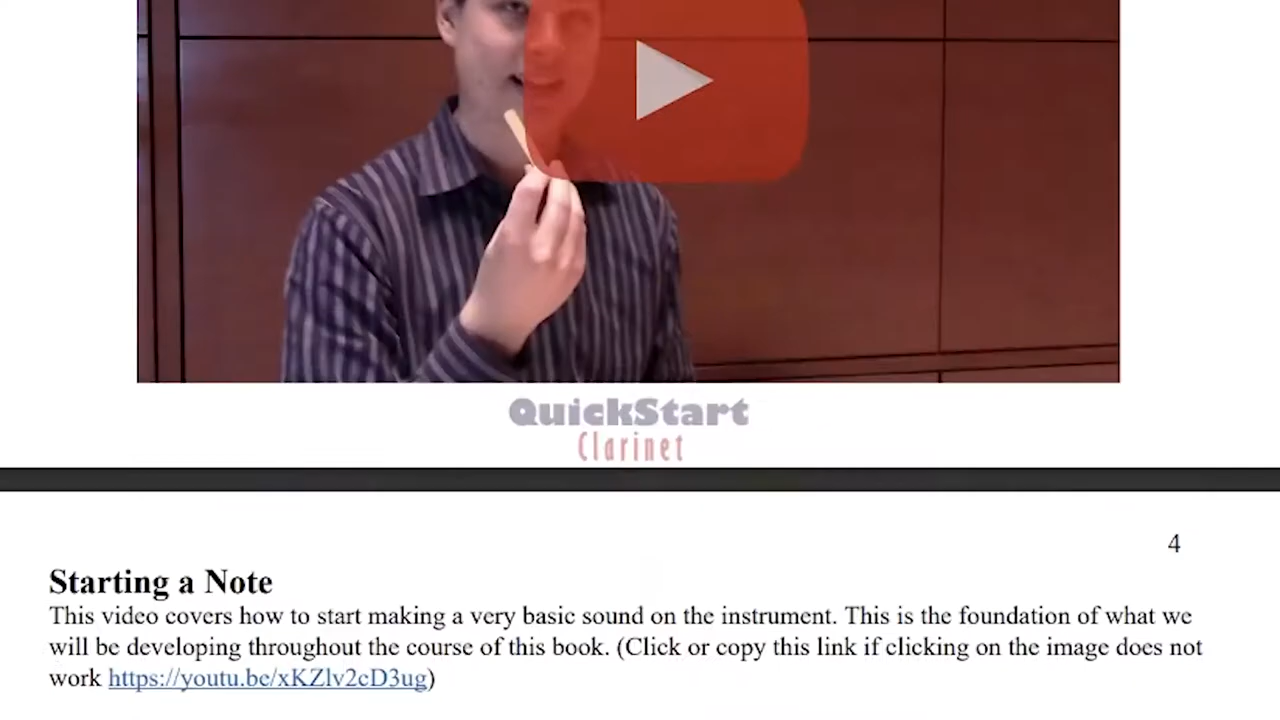 QuickStart
Clarinet
4
Starting a Note
This video covers how to start making a very basic sound on the instrument. This is the foundation of what we
will be developing throughout the course of this book. (Click or copy this link if clicking on the image does not
work https://youtu.be/xKZlv2cD3ug)